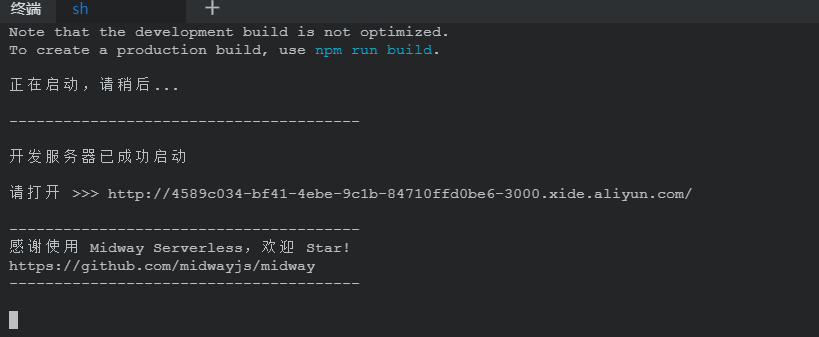 终端 sh +
Note that the development build is not optimized.
To create a production build, use npm run build.
正在启动，请稍后...
---------------------------------------
开发服务器已成功启动
请打开 >>> http://4589c034-bf41-4ebe-9c1b-84710ffd0be6-3000.xide.aliyun.com/
---------------------------------------
感谢使用 Midway Serverless，欢迎 Star!
https://github.com/midwayjs/midway
---------------------------------------